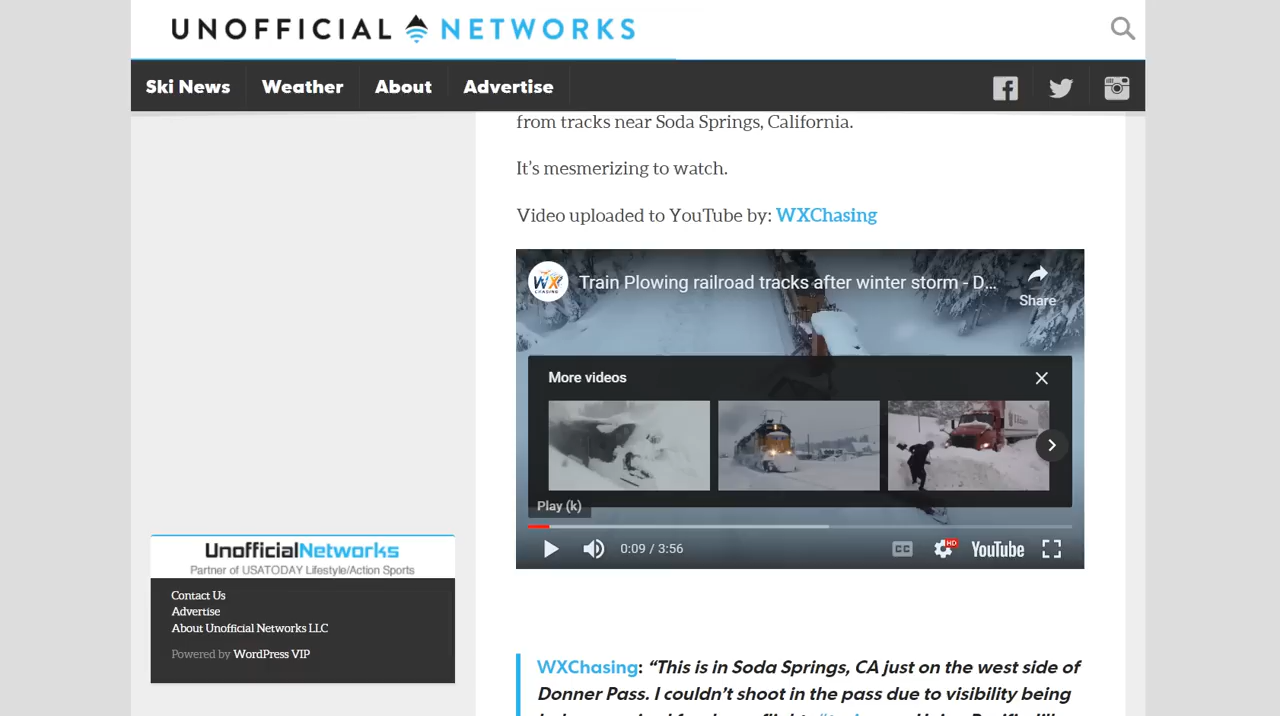 UNOFFICIAL NETWORKS
Ski News
Weather
About
Advertise
from tracks near Soda Springs, California.
It's mesmerizing to watch.
Video uploaded to YouTube by: WXChasing
WX
CHASING
Train Plowing railroad tracks after winter storm - D...
Share
More videos
Play (k)
0:09 / 3:56
CC
HD
YouTube
UnofficialNetworks
Partner of USATODAY Lifestyle/Action Sports
Contact Us
Advertise
About Unofficial Networks LLC
Powered by WordPress VIP
WXChasing: “This is in Soda Springs, CA just on the west side of
Donner Pass. I couldn't shoot in the pass due to visibility being